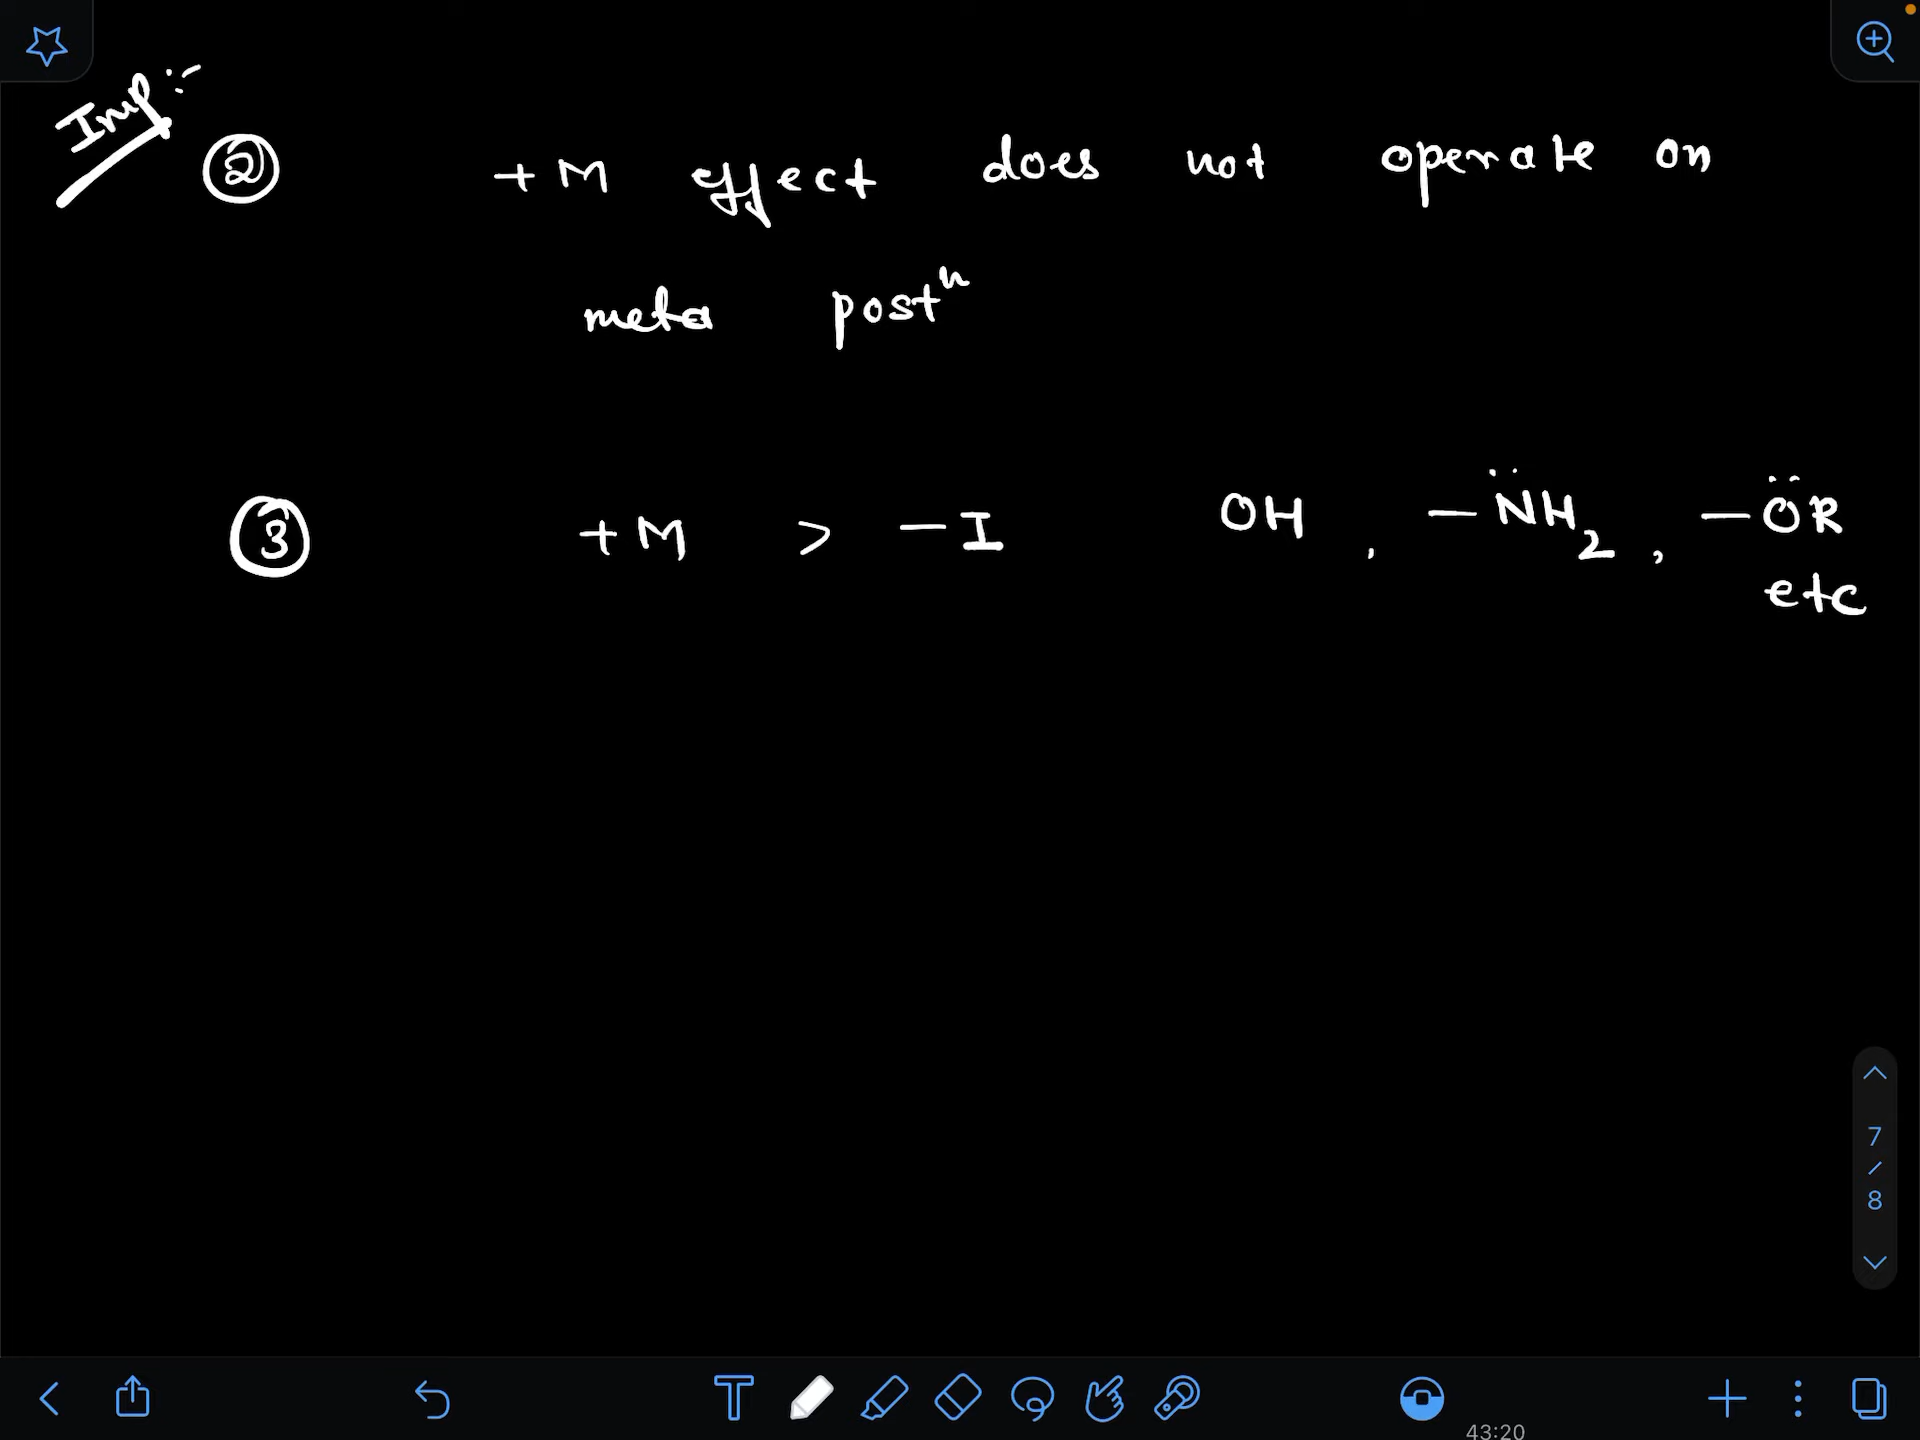 Imp:-
② +M effect does not operate on
meta postⁿ
③ +M > -I OH, -N̈H₂, -ÖR
etc
7
/
8
T
43:20